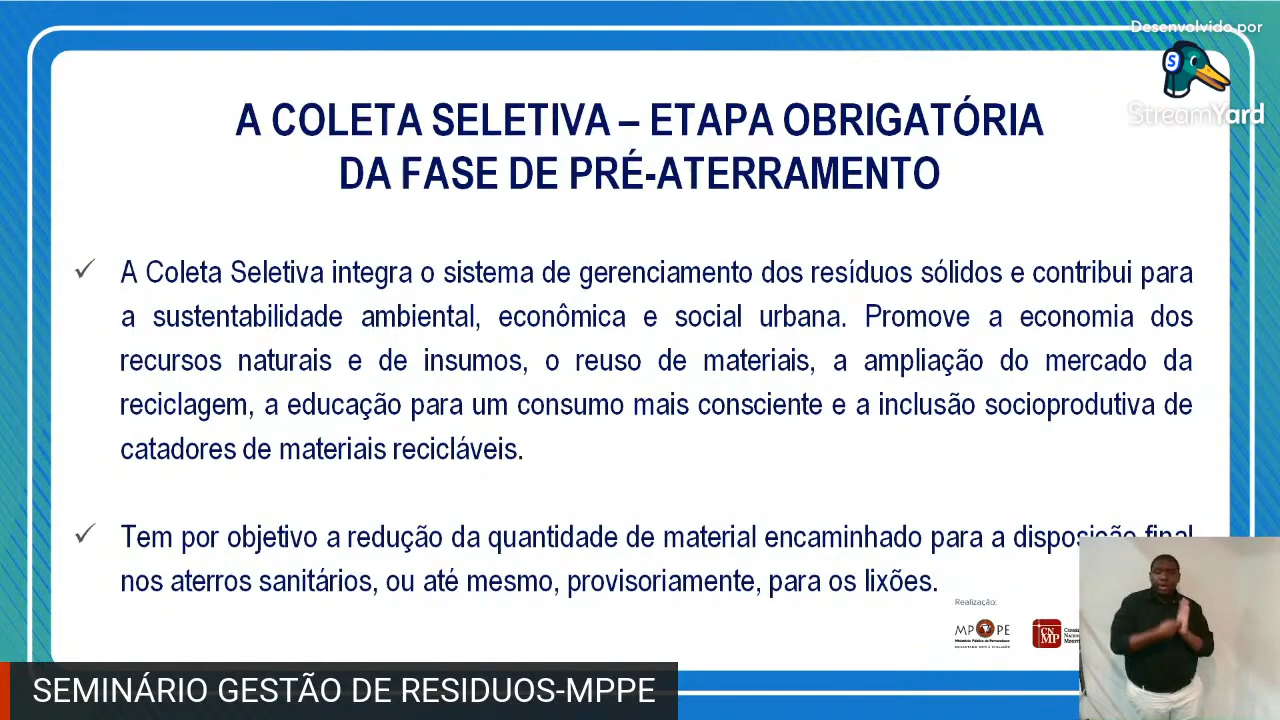 Desenvolvido por
StreamYard
A COLETA SELETIVA – ETAPA OBRIGATÓRIA
DA FASE DE PRÉ-ATERRAMENTO
✓ A Coleta Seletiva integra o sistema de gerenciamento dos resíduos sólidos e contribui para
a sustentabilidade ambiental, econômica e social urbana. Promove a economia dos
recursos naturais e de insumos, o reuso de materiais, a ampliação do mercado da
reciclagem, a educação para um consumo mais consciente e a inclusão socioprodutiva de
catadores de materiais recicláveis.
✓ Tem por objetivo a redução da quantidade de material encaminhado para a disposição final
nos aterros sanitários, ou até mesmo, provisoriamente, para os lixões.
Realização:
MPPE
Ministério Público de Pernambuco
CNMP
SEMINÁRIO GESTÃO DE RESIDUOS-MPPE